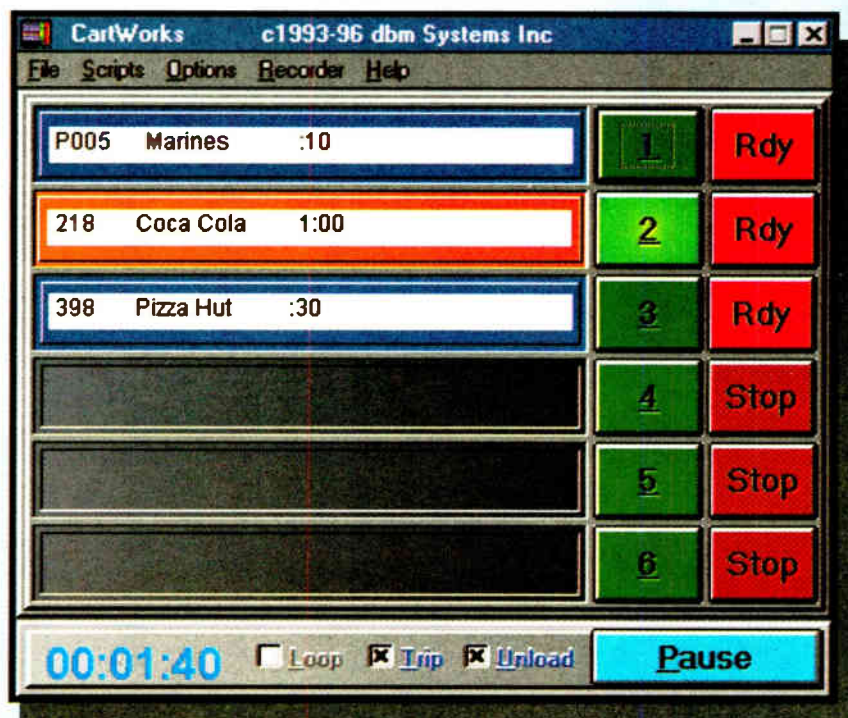 CartWorks c1993-96 dbm Systems Inc
File Scripts Options Recorder Help
P005 Marines :10 1 Rdy
218 Coca Cola 1:00 2 Rdy
398 Pizza Hut :30 3 Rdy
4 Stop
5 Stop
6 Stop
00:01:40 Loop Trip Unload Pause